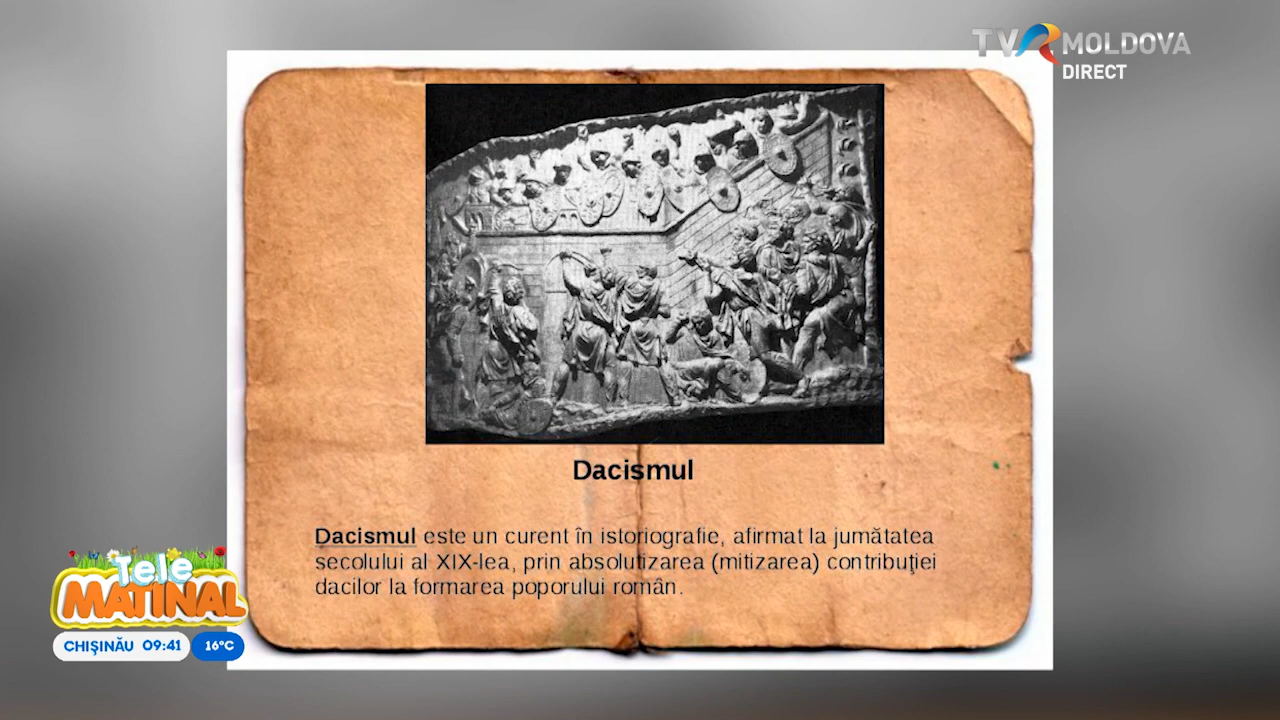 TVR MOLDOVA
DIRECT
Dacismul
Dacismul este un curent în istoriografie, afirmat la jumătatea
secolului al XIX-lea, prin absolutizarea (mitizarea) contribuţiei
dacilor la formarea poporului român.
Tele
MATINAL
CHIŞINĂU 09:41 16°C